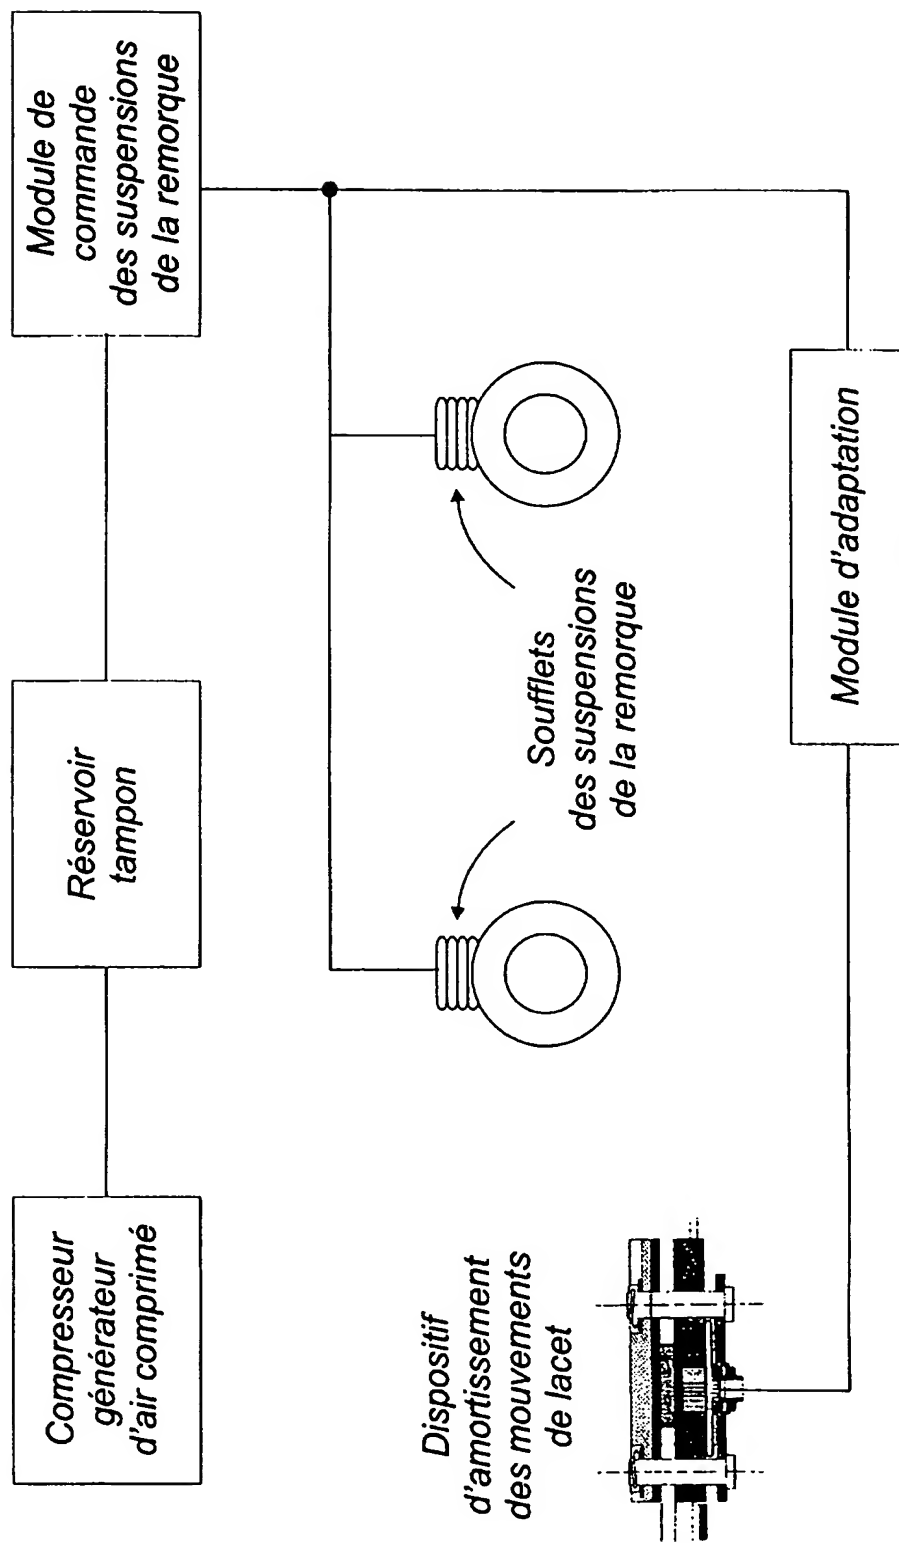 Compresseur
générateur
d'air comprimé
Réservoir
tampon
Module de
commande
des suspensions
de la remorque
Soufflets
des suspensions
de la remorque
Dispositif
d'amortissement
des mouvements
de lacet
Module d'adaptation